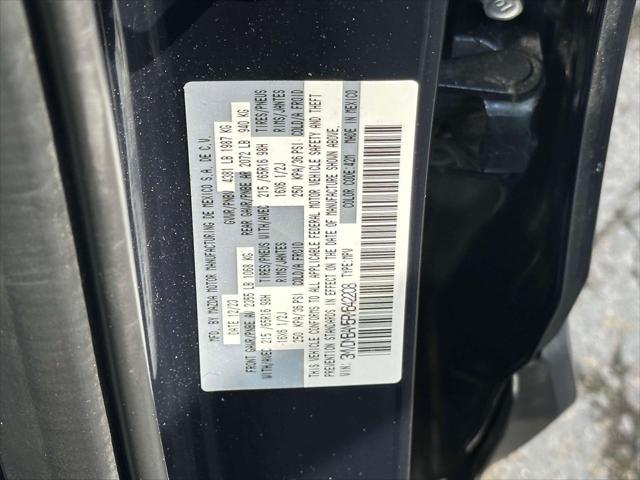 MFD. BY MAZDA MOTOR MANUFACTURING DE MEXICO S.A. DE C.V.
DATE 12/23 GVWR/PNBV 4381 LB 1987 KG
FRONT GAWR/PNBE AV 2355 LB 1068 KG REAR GAWR/PNBE AR 2072 LB 940 KG
WITH/AVEC 215 /65R16 98H TIRES/PNEUS WITH/AVEC 215 /65R16 98H TIRES/PNEUS
16X6 1/2J RIMS/JANTES 16X6 1/2J RIMS/JANTES
250 KPA/36 PSI COLD/A FROID 250 KPA/36 PSI COLD/A FROID
THIS VEHICLE CONFORMS TO ALL APPLICABLE FEDERAL MOTOR VEHICLE SAFETY AND THEFT
PREVENTION STANDARDS IN EFFECT ON THE DATE OF MANUFACTURE SHOWN ABOVE.
VIN: 3MVDMBAM5RM642208 TYPE: MPV COLOR CODE: 42M MADE IN MEXICO